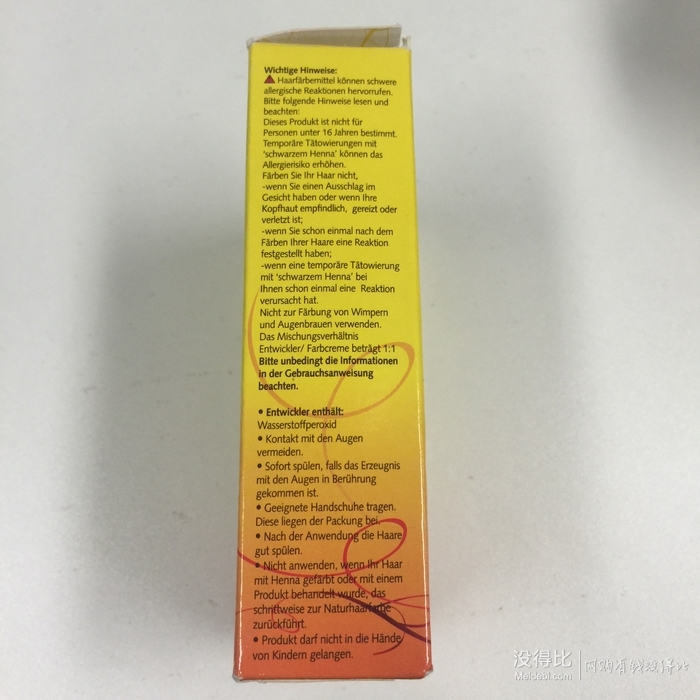 Wichtige Hinweise:
Haarfärbemittel können schwere
allergische Reaktionen hervorrufen.
Bitte folgende Hinweise lesen und
beachten:
Dieses Produkt ist nicht für
Personen unter 16 Jahren bestimmt.
Temporäre Tätowierungen mit
'schwarzem Henna' können das
Allergierisiko erhöhen.
Färben Sie Ihr Haar nicht,
-wenn Sie einen Ausschlag im
Gesicht haben oder wenn Ihre
Kopfhaut empfindlich, gereizt oder
verletzt ist;
-wenn Sie schon einmal nach dem
Färben Ihrer Haare eine Reaktion
festgestellt haben;
-wenn eine temporäre Tätowierung
mit 'schwarzem Henna' bei
Ihnen schon einmal eine Reaktion
verursacht hat.
Nicht zur Färbung von Wimpern
und Augenbrauen verwenden.
Das Mischungsverhältnis
Entwickler/ Farbcreme beträgt 1:1
Bitte unbedingt die Informationen
in der Gebrauchsanweisung
beachten.
• Entwickler enthält:
Wasserstoffperoxid
• Kontakt mit den Augen
vermeiden.
• Sofort spülen, falls das Erzeugnis
mit den Augen in Berührung
gekommen ist.
• Geeignete Handschuhe tragen.
Diese liegen der Packung bei.
• Nach der Anwendung die Haare
gut spülen.
• Nicht anwenden, wenn Ihr Haar
mit Henna gefärbt oder mit einem
Produkt behandelt wurde, das
schrittweise zur Naturhaarfarbe
zurückführt.
• Produkt darf nicht in die Hände
von Kindern gelangen.
没得比
Meidebi.com